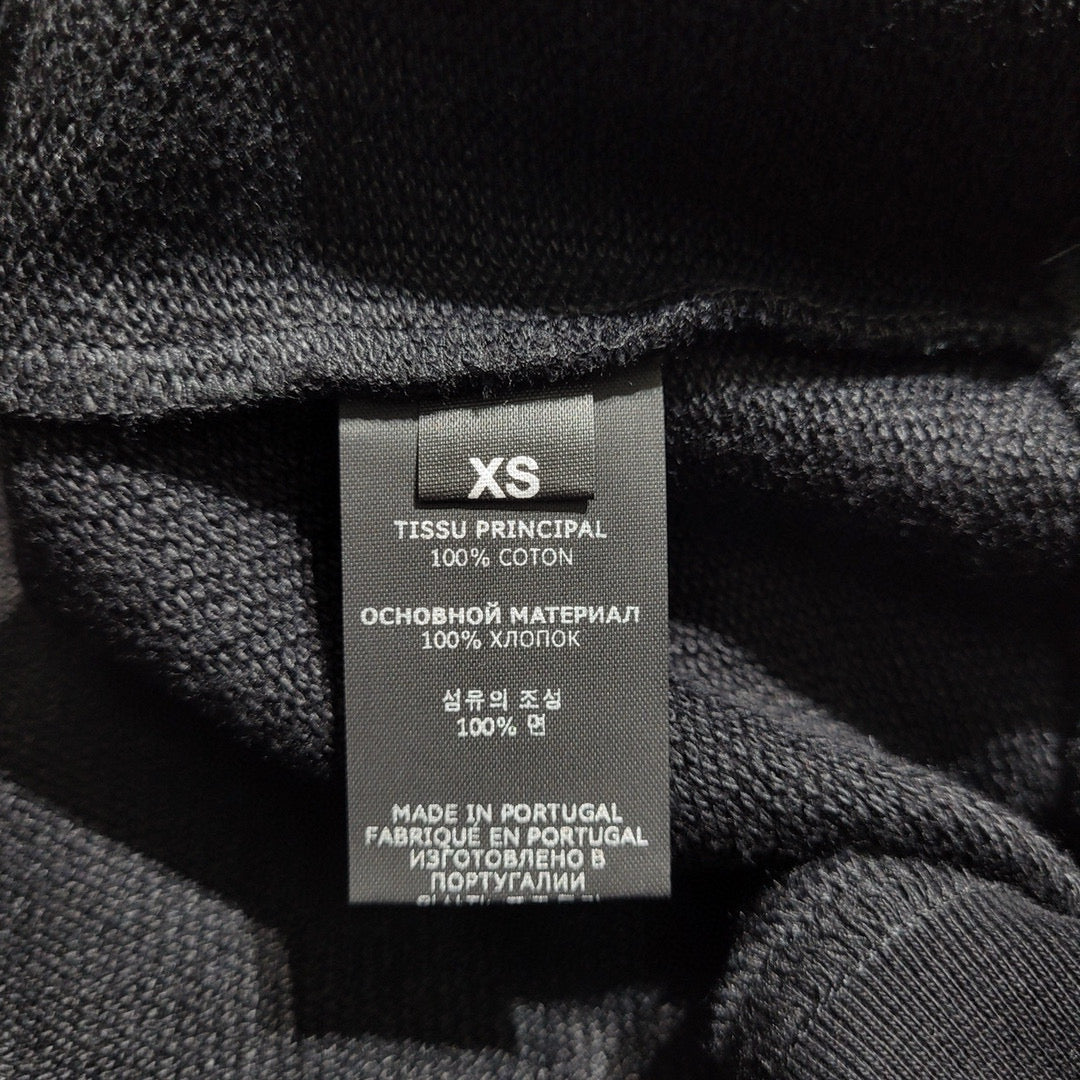 XS
TISSU PRINCIPAL
100% COTON
ОСНОВНОЙ МАТЕРИАЛ
100% ХЛОПОК
섬유의 조성
100% 면
MADE IN PORTUGAL
FABRIQUÉ EN PORTUGAL
ИЗГОТОВЛЕНО В
ПОРТУГАЛИИ